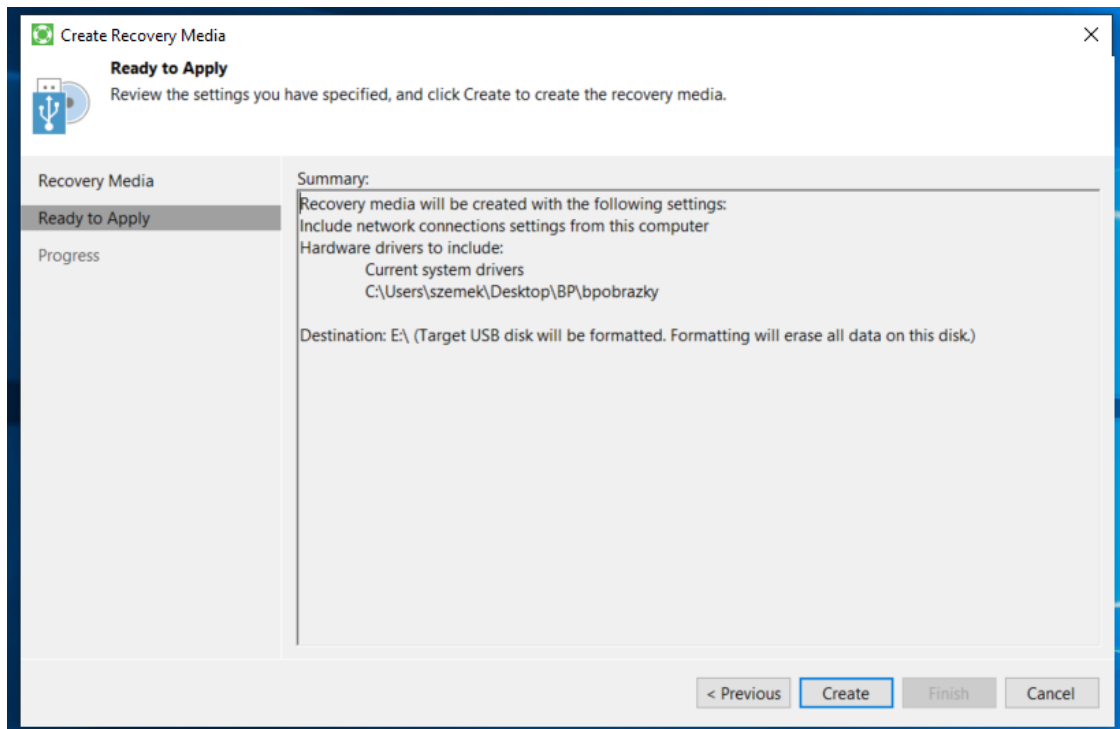 Create Recovery Media
Ready to Apply
Review the settings you have specified, and click Create to create the recovery media.
Recovery Media
Ready to Apply
Progress
Summary:
Recovery media will be created with the following settings:
Include network connections settings from this computer
Hardware drivers to include:
Current system drivers
C:\Users\szemek\Desktop\BP\bpobrazky
Destination: E:\ (Target USB disk will be formatted. Formatting will erase all data on this disk.)
< Previous
Create
Finish
Cancel